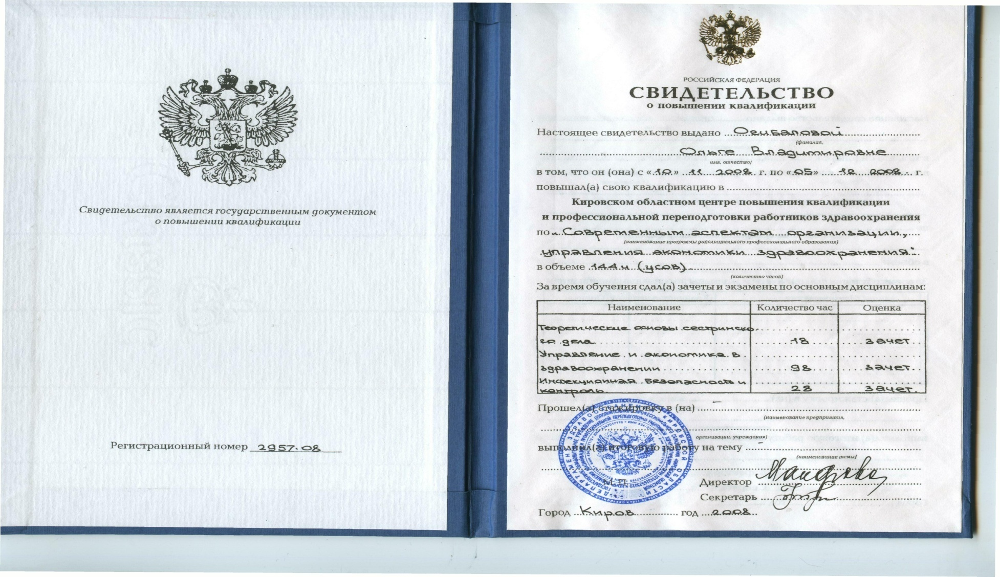 Свидетельство является государственным документом
о повышении квалификации
Регистрационный номер 2957-08
РОССИЙСКАЯ ФЕДЕРАЦИЯ
СВИДЕТЕЛЬСТВО
о повышении квалификации
Настоящее свидетельство выдано Огибаловой
(фамилия,
Ольге Владимировне
имя, отчество)
в том, что он (она) с «10» 11 2008 г. по «05» 12 2008 г.
повышал(а) свою квалификацию в
Кировском областном центре повышения квалификации
и профессиональной переподготовки работников здравоохранения
по „Современным аспектам организации,
(наименование программы дополнительного профессионального образования)
управления экономики здравоохранения"
в объеме 144 ч (усов)
(количество часов)
За время обучения сдал(а) зачеты и экзамены по основным дисциплинам:
Наименование Количество час Оценка
Теоретические основы сестринско-
го дела 18 зачет
Управление и экономика в
здравоохранении 98 зачет
Инфекционная безопасность и
контроль. 28 зачет.
Прошел(а) стажировку в (на) –
(наименование предприятия,
организации, учреждения)
выполнил(а) итоговую работу на тему –
(наименование темы)
М.П.
Директор
Секретарь
Город Киров год 2008